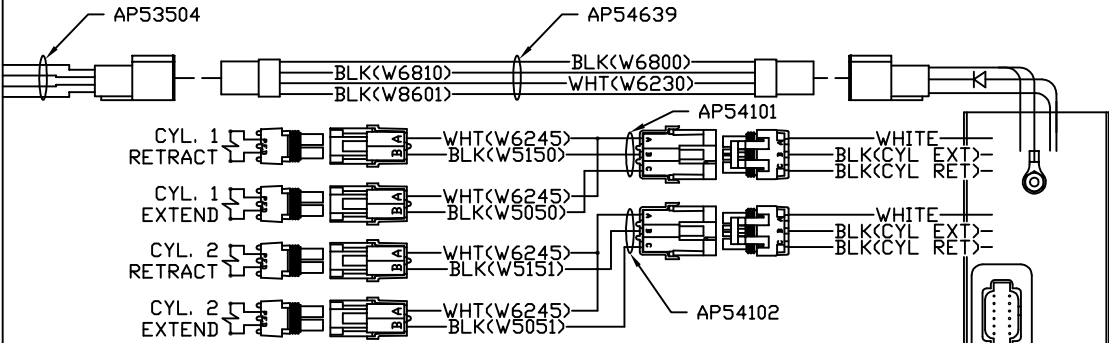 AP53504
AP54639
BLK(W6800)
BLK(W6810)
WHT(W6230)
BLK(W8601)
AP54101
CYL. 1
RETRACT
A
B
WHT(W6245)
BLK(W5150)
A
B
C
WHITE
BLK(CYL EXT)
BLK(CYL RET)
CYL. 1
EXTEND
A
B
WHT(W6245)
BLK(W5050)
A
B
C
WHITE
BLK(CYL EXT)
BLK(CYL RET)
CYL. 2
RETRACT
A
B
WHT(W6245)
BLK(W5151)
CYL. 2
EXTEND
A
B
WHT(W6245)
BLK(W5051)
AP54102